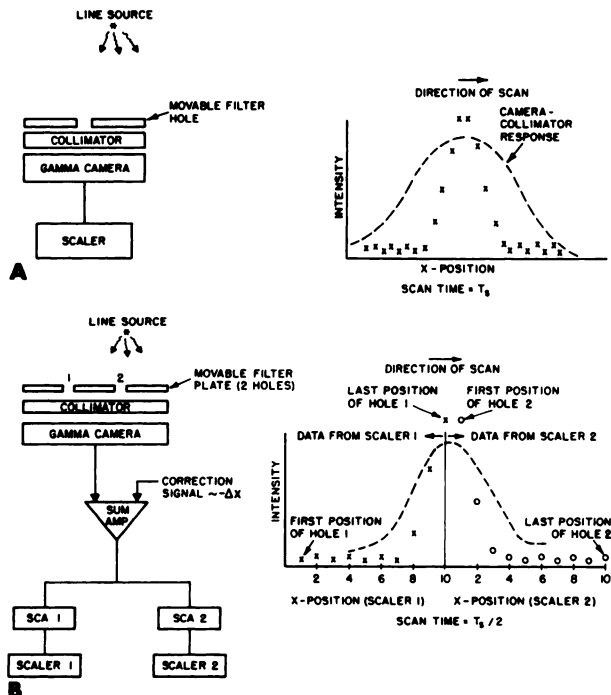 LINE SOURCE
MOVABLE FILTER
HOLE
COLLIMATOR
GAMMA CAMERA
SCALER
A
DIRECTION OF SCAN
CAMERA-
COLLIMATOR
RESPONSE
INTENSITY
X-POSITION
SCAN TIME = Ts
LINE SOURCE
1 2
MOVABLE FILTER
PLATE (2 HOLES)
COLLIMATOR
GAMMA CAMERA
CORRECTION
SIGNAL ~-ΔX
SUM
AMP
SCA 1 SCA 2
SCALER 1 SCALER 2
B
DIRECTION OF SCAN
LAST POSITION
OF HOLE 1
FIRST POSITION
OF HOLE 2
DATA FROM SCALER 1
DATA FROM SCALER 2
INTENSITY
FIRST POSITION
OF HOLE 1
LAST POSITION
OF HOLE 2
2 4 6 8 10 2 4 6 8 10
X-POSITION (SCALER 1) X-POSITION (SCALER 2)
SCAN TIME = Ts/2